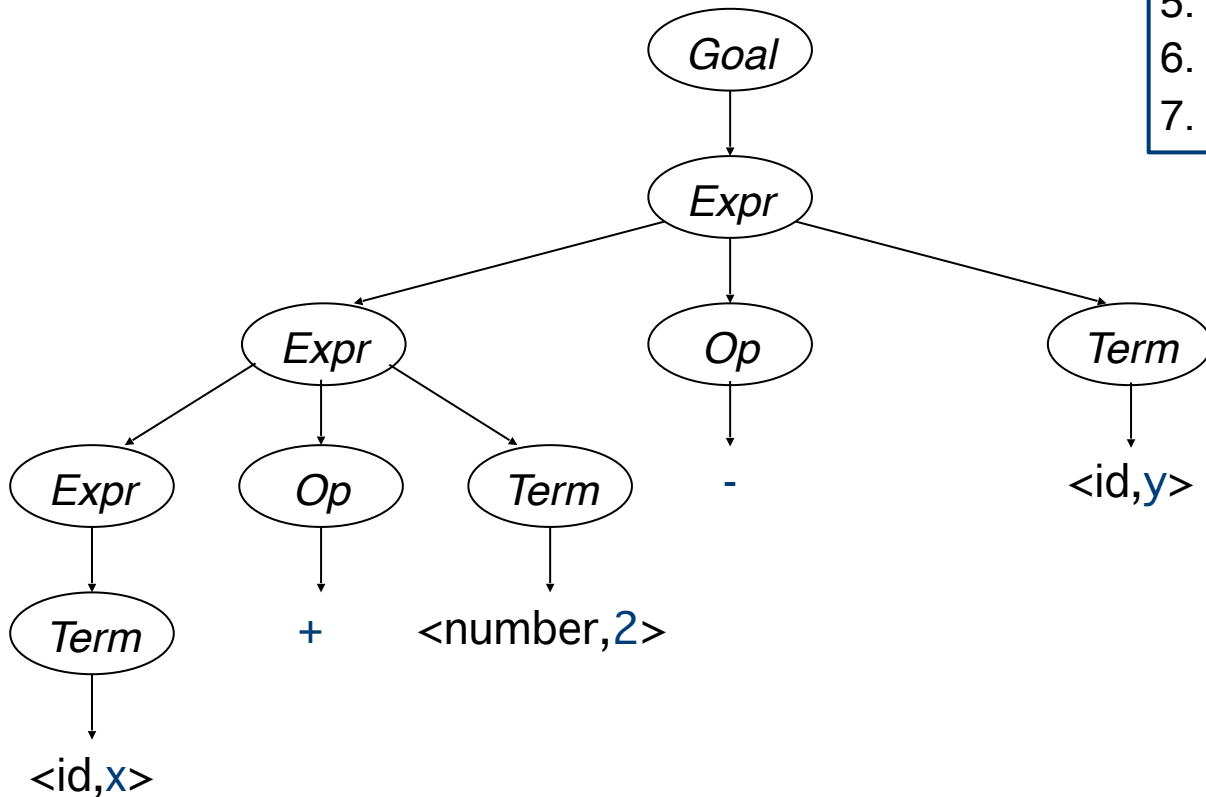 5.
Goal
6.
7.
Expr
Expr Op Term
Expr Op Term - <id,y>
Term + <number,2>
<id,x>